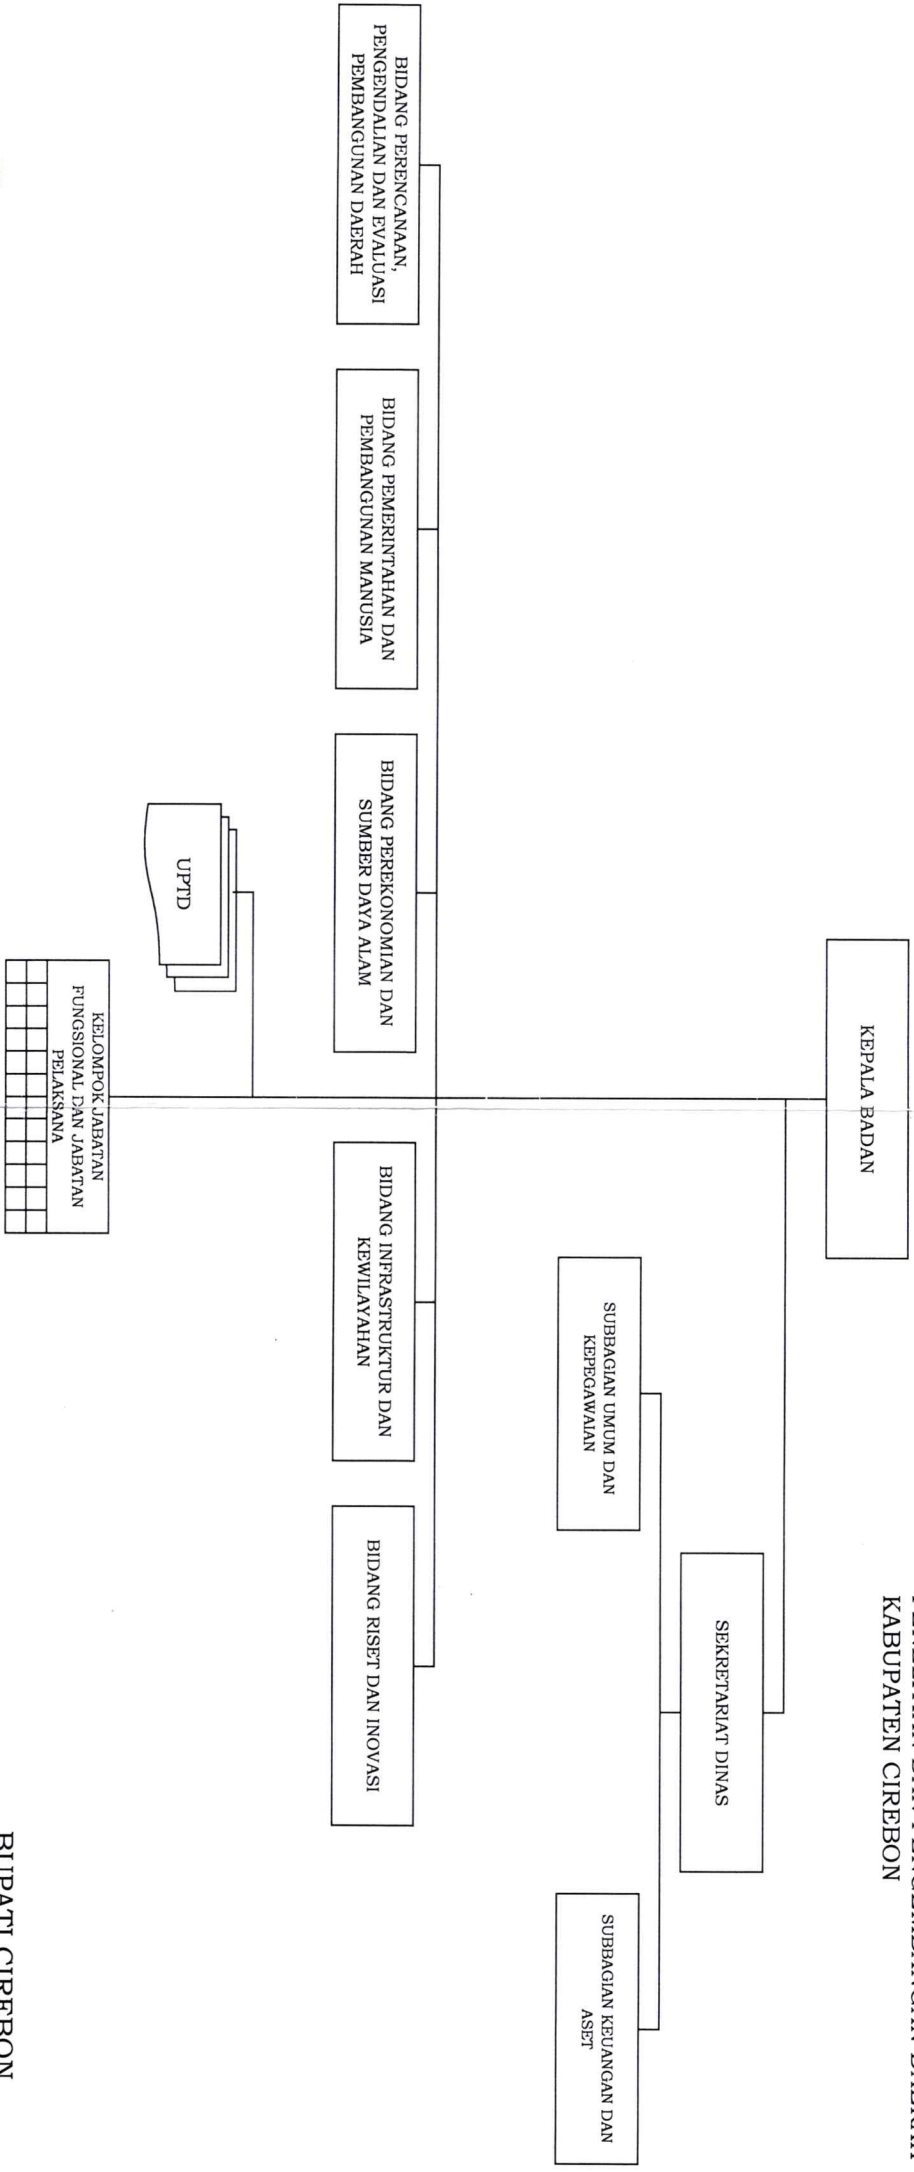 KABUPATEN CIREBON
KEPALA BADAN
SEKRETARIAT DINAS
SUBBAGIAN UMUM DAN
KEPEGAWAIAN
SUBBAGIAN KEUANGAN DAN
ASET
BIDANG PERENCANAAN,
PENGENDALIAN DAN EVALUASI
PEMBANGUNAN DAERAH
BIDANG PEMERINTAHAN DAN
PEMBANGUNAN MANUSIA
BIDANG PEREKONOMIAN DAN
SUMBER DAYA ALAM
BIDANG INFRASTRUKTUR DAN
KEWILAYAHAN
BIDANG RISET DAN INOVASI
UPTD
KELOMPOK JABATAN
FUNGSIONAL DAN JABATAN
PELAKSANA
BUPATI CIREBON